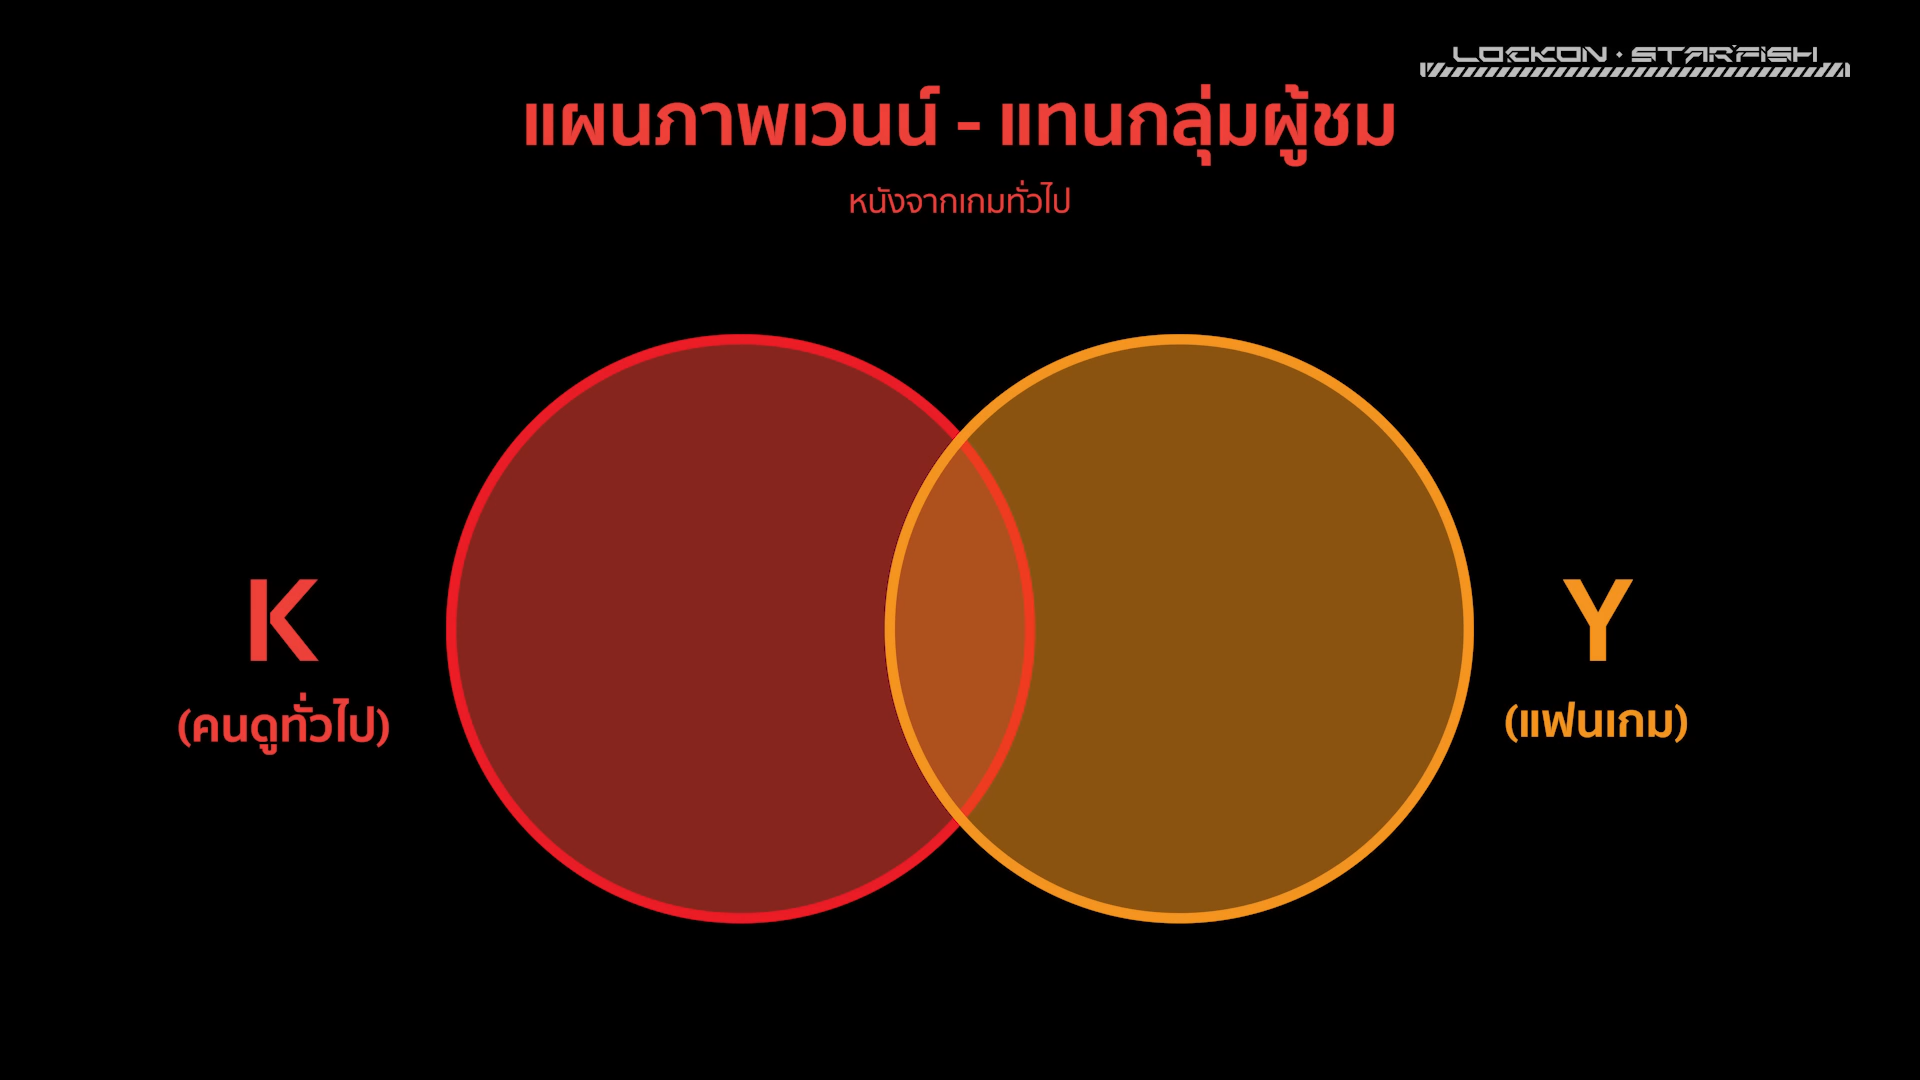 LOCKON · STARFISH
แผนภาพเวนน์ - แทนกลุ่มผู้ชม
หนังจากเกมทั่วไป
K
(คนดูทั่วไป)
Y
(แฟนเกม)